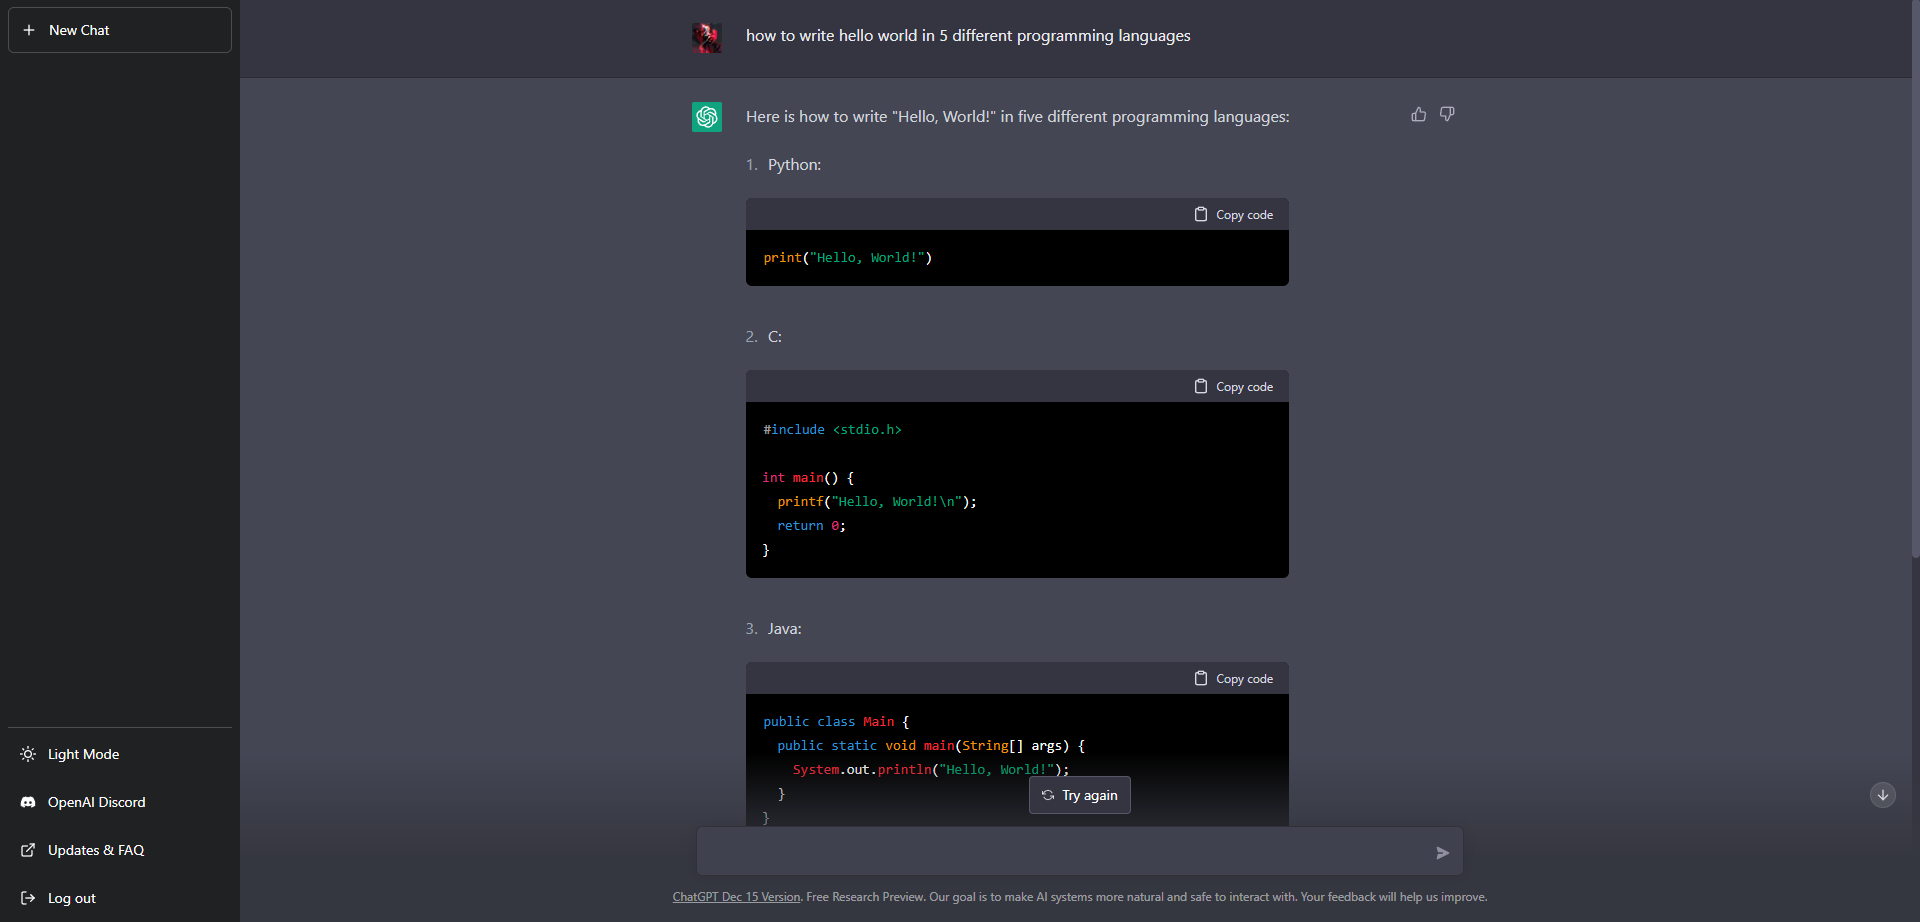 New Chat
how to write hello world in 5 different programming languages
Here is how to write "Hello, World!" in five different programming languages:
1. Python:
Copy code
print("Hello, World!")
2. C:
Copy code
#include <stdio.h>
int main() {
printf("Hello, World!\n");
return 0;
}
3. Java:
Copy code
public class Main {
public static void main(String[] args) {
System.out.println("Hello, World!");
}
}
Try again
Light Mode
OpenAI Discord
Updates & FAQ
Log out
ChatGPT Dec 15 Version. Free Research Preview. Our goal is to make AI systems more natural and safe to interact with. Your feedback will help us improve.